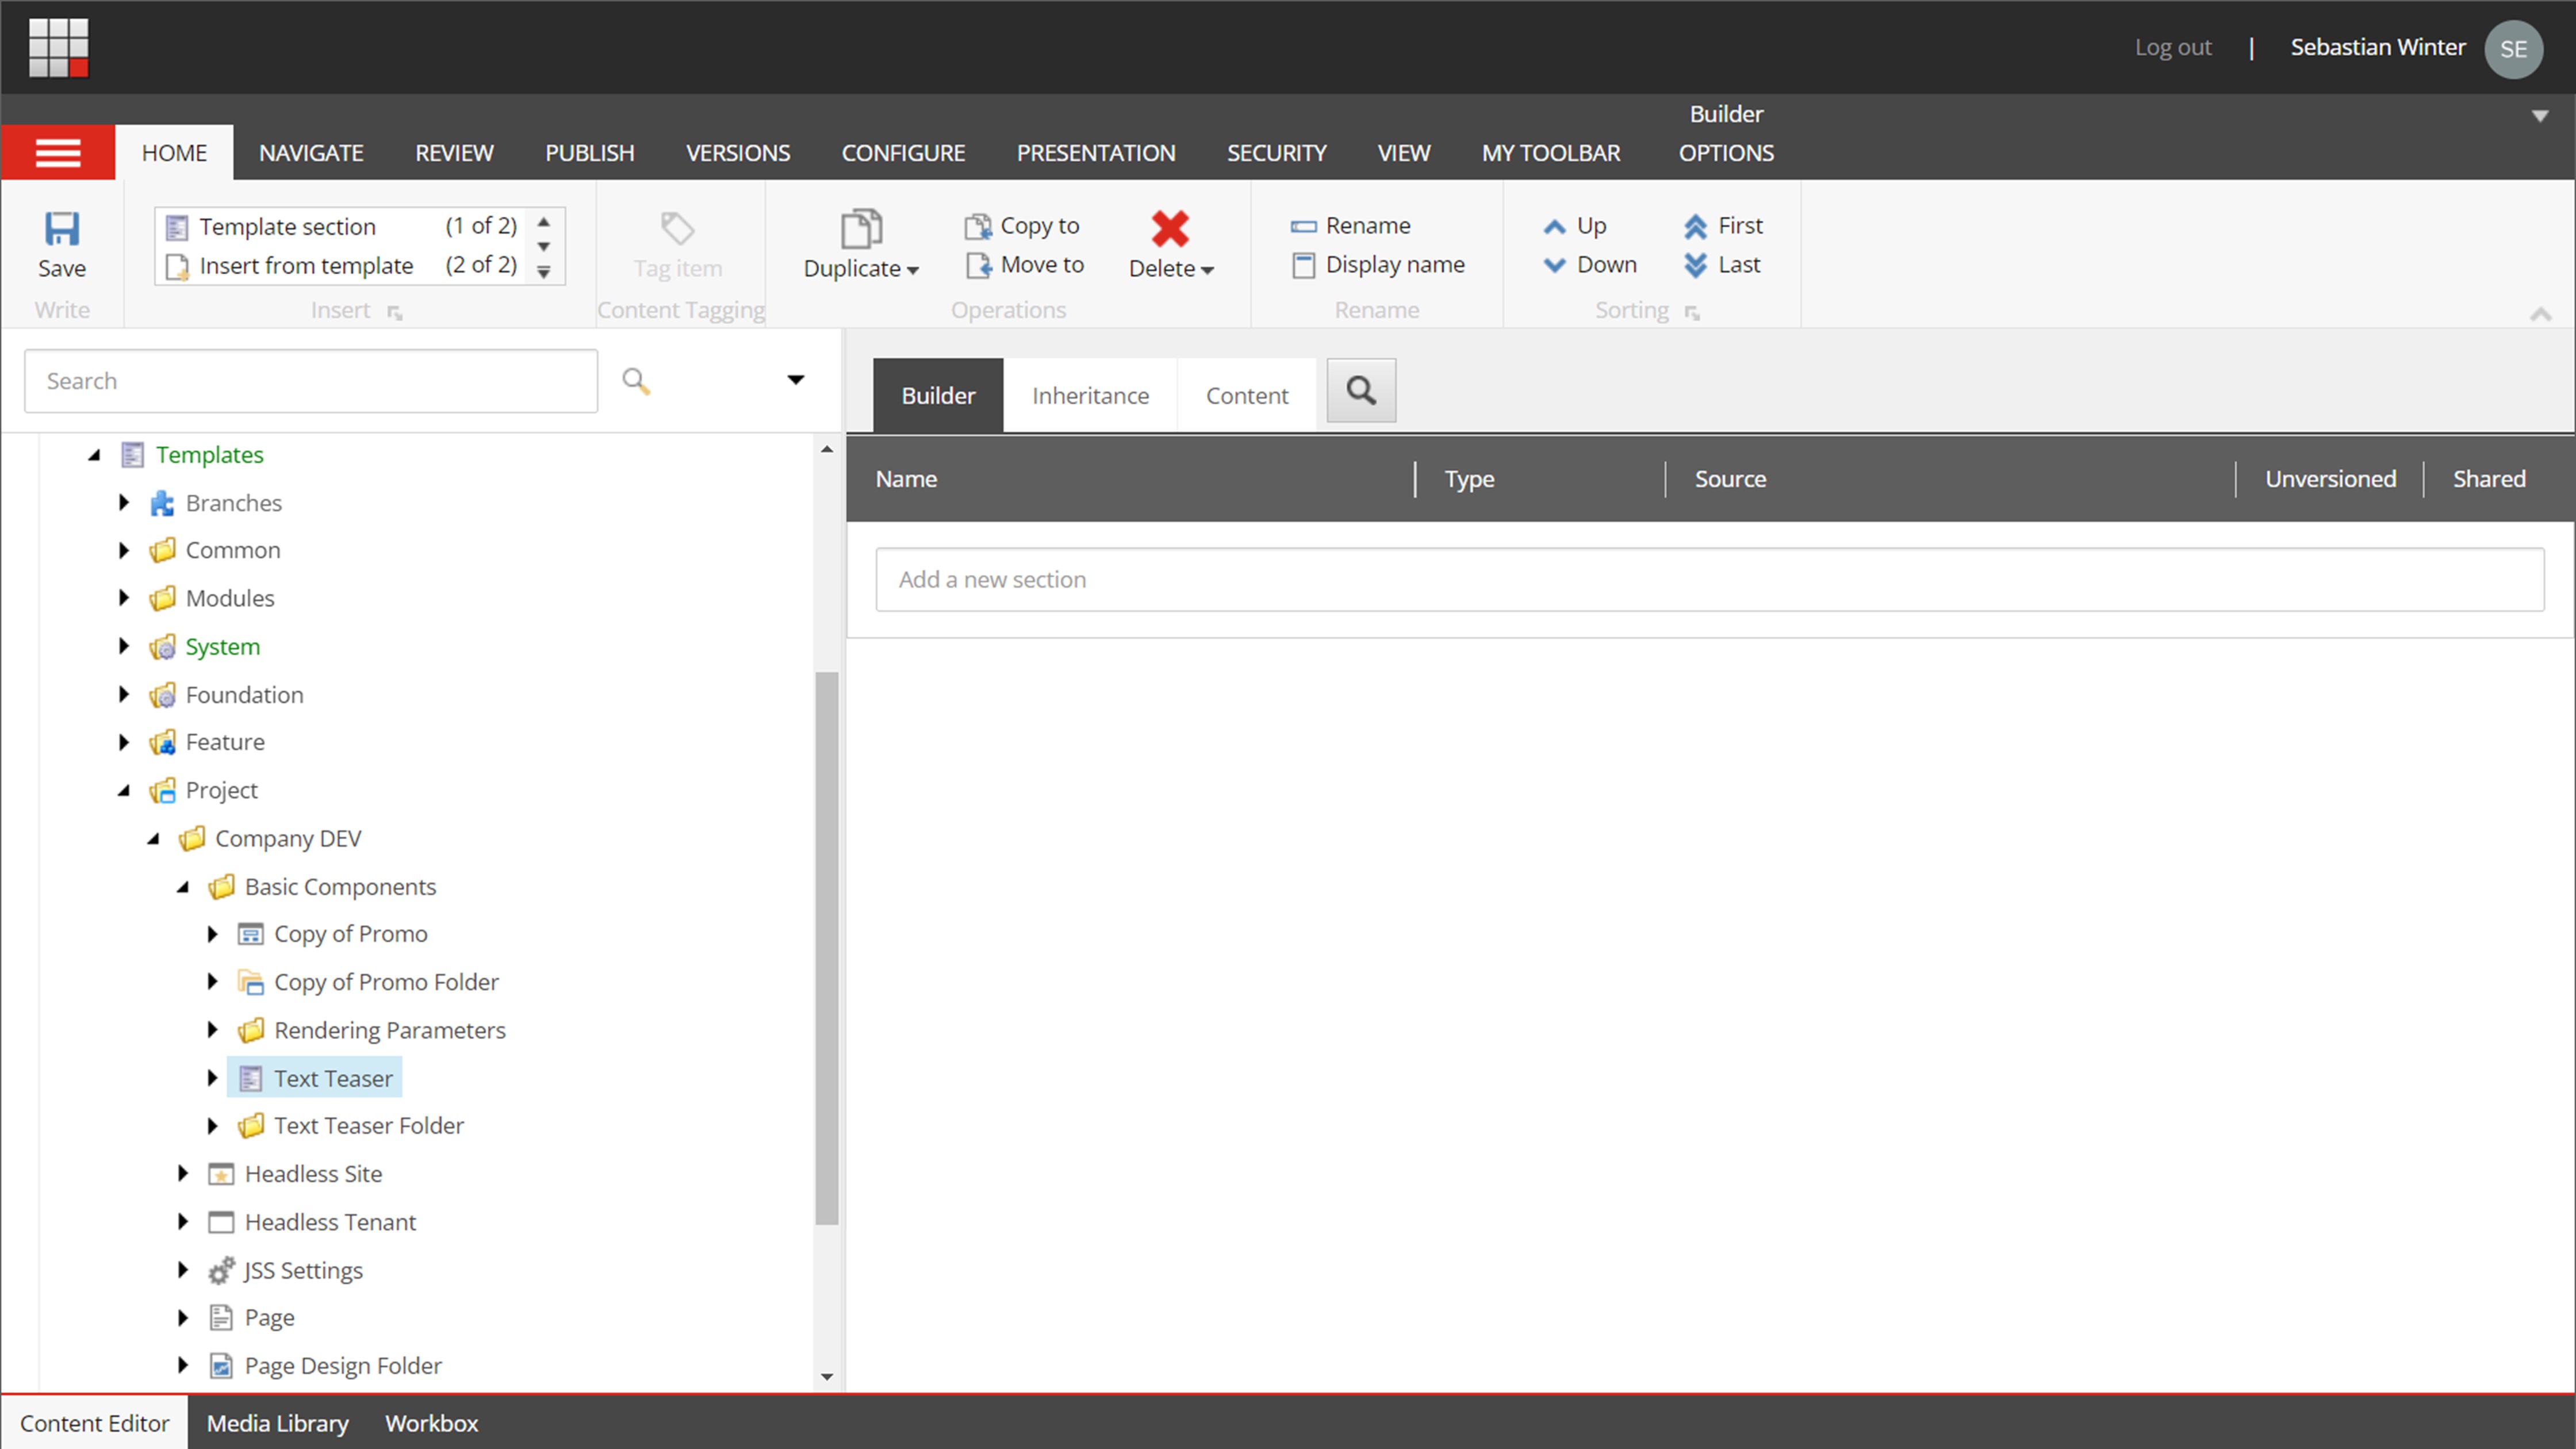 Log out | Sebastian Winter SE
Builder
HOME NAVIGATE REVIEW PUBLISH VERSIONS CONFIGURE PRESENTATION SECURITY VIEW MY TOOLBAR OPTIONS
Template section (1 of 2) Copy to Rename Up First
Insert from template (2 of 2) Move to Display name Down Last
Save Tag item Duplicate Delete
Write Insert Content Tagging Operations Rename Sorting
Search
Builder Inheritance Content
Name Type Source Unversioned Shared
Add a new section
Templates
Branches
Common
Modules
System
Foundation
Feature
Project
Company DEV
Basic Components
Copy of Promo
Copy of Promo Folder
Rendering Parameters
Text Teaser
Text Teaser Folder
Headless Site
Headless Tenant
JSS Settings
Page
Page Design Folder
Content Editor Media Library Workbox